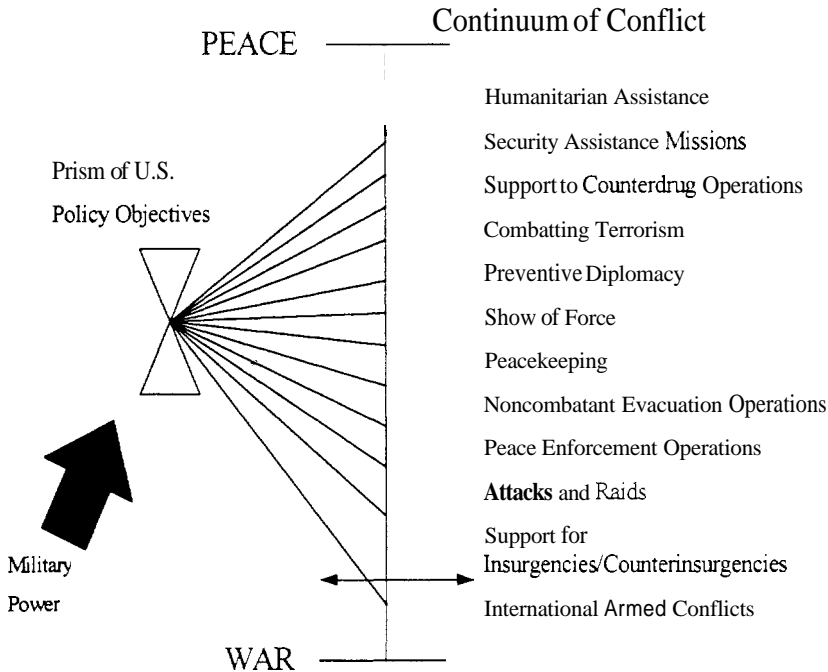 Continuum of Conflict
PEACE
Humanitarian Assistance
Security Assistance Missions
Prism of U.S.
Policy Objectives
Support to Counterdrug Operations
Combatting Terrorism
Preventive Diplomacy
Show of Force
Peacekeeping
Noncombatant Evacuation Operations
Peace Enforcement Operations
Attacks and Raids
Support for
Insurgencies/Counterinsurgencies
International Armed Conflicts
Military
Power
WAR